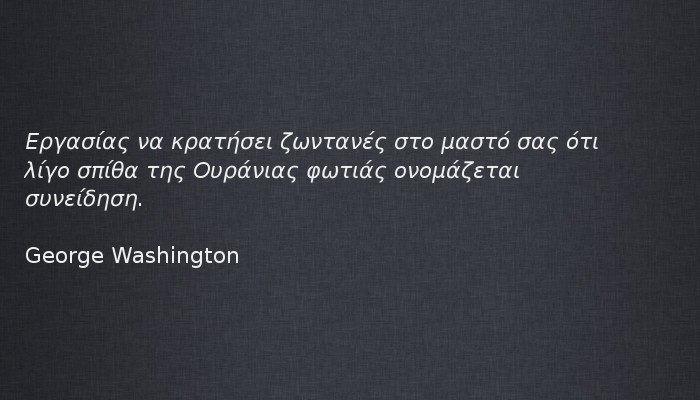 Εργασίας να κρατήσει ζωντανές στο μαστό σας ότι
λίγο σπίθα της Ουράνιας φωτιάς ονομάζεται
συνείδηση.
George Washington